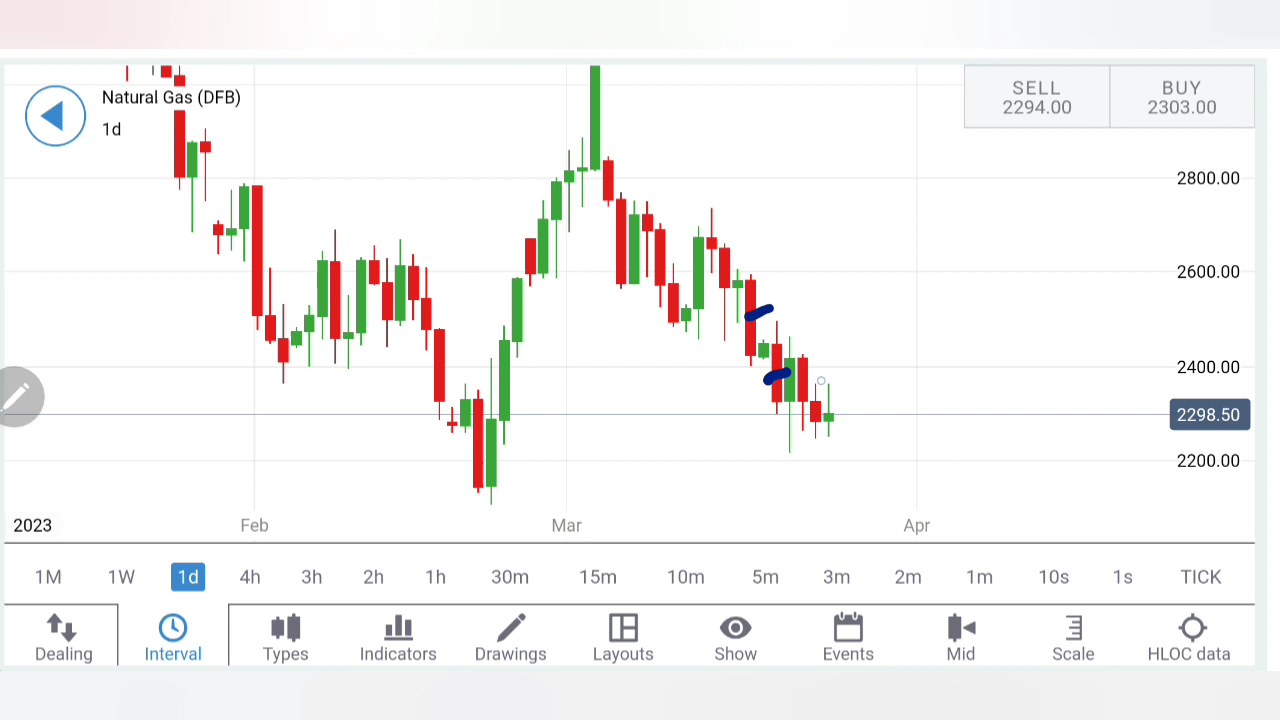 Natural Gas (DFB)
1d
SELL
2294.00
BUY
2303.00
2800.00
2600.00
2400.00
2298.50
2200.00
2023 Feb Mar Apr
1M 1W 1d 4h 3h 2h 1h 30m 15m 10m 5m 3m 2m 1m 10s 1s TICK
Dealing Interval Types Indicators Drawings Layouts Show Events Mid Scale HLOC data